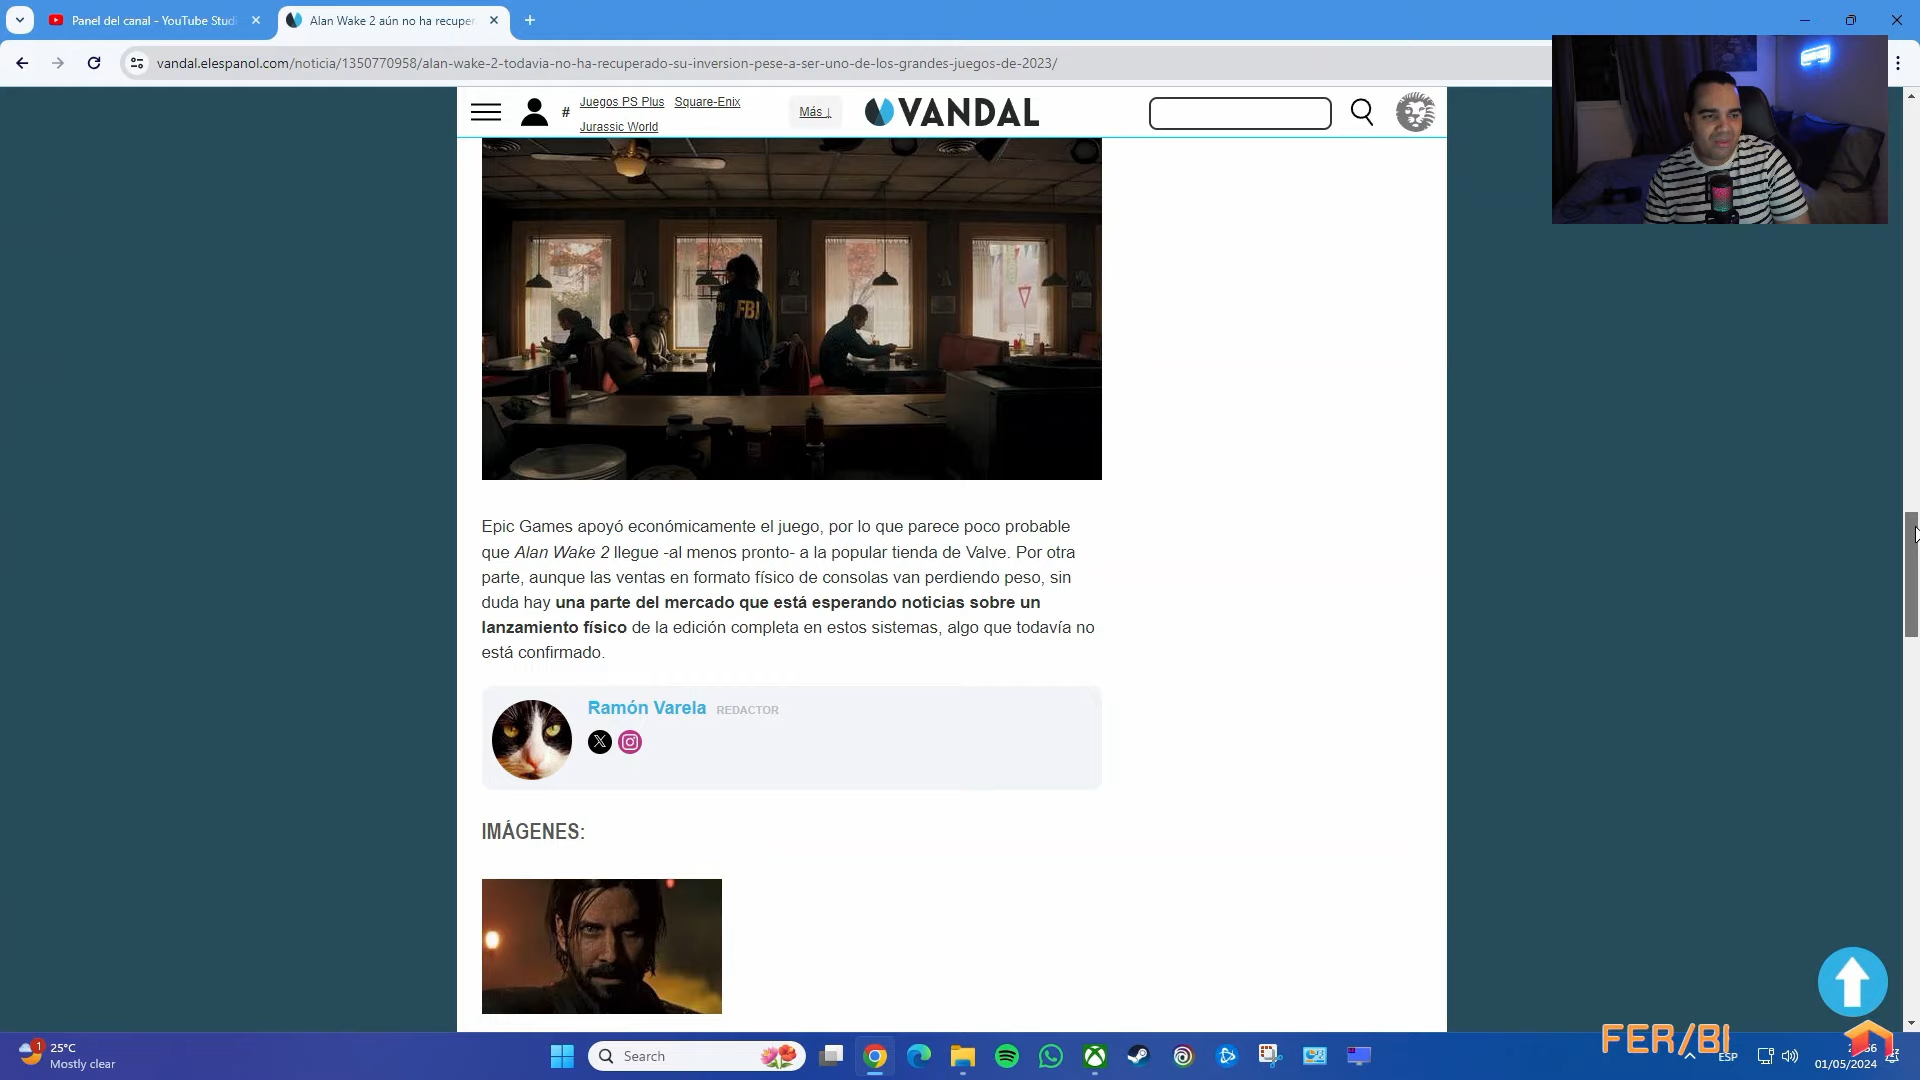 Panel del canal - YouTube Studi
Alan Wake 2 aún no ha recuper
vandal.elespanol.com/noticia/1350770958/alan-wake-2-todavia-no-ha-recuperado-su-inversion-pese-a-ser-uno-de-los-grandes-juegos-de-2023/
# Juegos PS Plus Square-Enix
Jurassic World
Más ↓
VANDAL
FBI
Epic Games apoyó económicamente el juego, por lo que parece poco probable
que Alan Wake 2 llegue -al menos pronto- a la popular tienda de Valve. Por otra
parte, aunque las ventas en formato físico de consolas van perdiendo peso, sin
duda hay una parte del mercado que está esperando noticias sobre un
lanzamiento físico de la edición completa en estos sistemas, algo que todavía no
está confirmado.
Ramón Varela REDACTOR
IMÁGENES:
FER/BI
1
25°C
Mostly clear
Search
ESP
01/05/2024